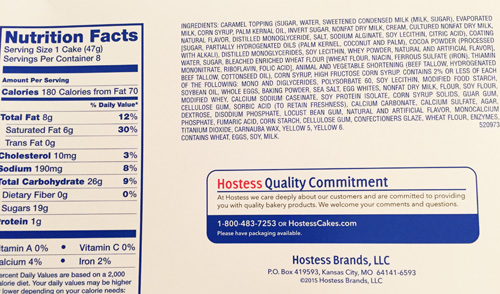 Nutrition Facts
Serving Size 1 Cake (47g)
Servings Per Container 8
Amount Per Serving
Calories 180 Calories from Fat 70
% Daily Value*
Total Fat 8g 12%
Saturated Fat 6g 30%
Trans Fat 0g
Cholesterol 10mg 3%
Sodium 190mg 8%
Total Carbohydrate 26g 9%
Dietary Fiber 0g 0%
Sugars 19g
Protein 1g
itamin A 0% • Vitamin C 0%
alcium 4% • Iron 2%
ercent Daily Values are based on a 2,000
alorie diet. Your daily values may be higher
lower depending on your calorie needs:
INGREDIENTS: CARAMEL TOPPING (SUGAR, WATER, SWEETENED CONDENSED MILK (MILK, SUGAR), EVAPORATED
MILK, CORN SYRUP, PALM KERNEL OIL, INVERT SUGAR, NONFAT DRY MILK, CREAM, CULTURED NONFAT DRY MILK,
NATURAL FLAVOR, DISTILLED MONOGLYCERIDE, SALT, SODIUM ALGINATE, SOY LECITHIN, CITRIC ACID), COATING
(SUGAR, PARTIALLY HYDROGENATED OILS (PALM KERNEL, COCONUT AND PALM), COCOA POWDER (PROCESSED
WITH ALKALI), DISTILLED MONOGLYCERIDES, SOY LECITHIN, WHEY POWDER, NATURAL AND ARTIFICIAL FLAVOR),
WATER, SUGAR, BLEACHED ENRICHED WHEAT FLOUR (WHEAT FLOUR, NIACIN, FERROUS SULFATE (IRON), THIAMIN
MONONITRATE, RIBOFLAVIN, FOLIC ACID), ANIMAL AND VEGETABLE SHORTENING (BEEF TALLOW, HYDROGENATED
BEEF TALLOW, COTTONSEED OIL), CORN SYRUP, HIGH FRUCTOSE CORN SYRUP. CONTAINS 2% OR LESS OF EACH
OF THE FOLLOWING: MONO AND DIGLYCERIDES, POLYSORBATE 60, SOY LECITHIN, MODIFIED FOOD STARCH,
SOYBEAN OIL, WHOLE EGGS, BAKING POWDER, SEA SALT, EGG WHITES, NONFAT DRY MILK, FLOUR, SOY FLOUR,
MODIFIED WHEY, CALCIUM SODIUM CASEINATE, SOY PROTEIN ISOLATE, CORN SYRUP SOLIDS, GUAR GUM,
CELLULOSE GUM, SORBIC ACID (TO RETAIN FRESHNESS), CALCIUM CARBONATE, CALCIUM SULFATE, AGAR,
DEXTROSE, DISODIUM PHOSPHATE, LOCUST BEAN GUM, NATURAL AND ARTIFICIAL FLAVOR, MONOCALCIUM
PHOSPHATE, FUMARIC ACID, CORN STARCH, CELLULOSE GUM, CONFECTIONERS GLAZE, WHEAT FLOUR, ENZYMES,
TITANIUM DIOXIDE, CARNAUBA WAX, YELLOW 5, YELLOW 6. 520973
CONTAINS WHEAT, EGGS, SOY, MILK.
Hostess Quality Commitment
At Hostess we care deeply about our customers and are committed to providing
you with quality bakery products. We welcome your comments and questions.
1-800-483-7253 OR HostessCakes.com
Please have packaging available.
Hostess Brands, LLC
P.O. Box 419593, Kansas City, MO 64141-6593
©2015 Hostess Brands, LLC.